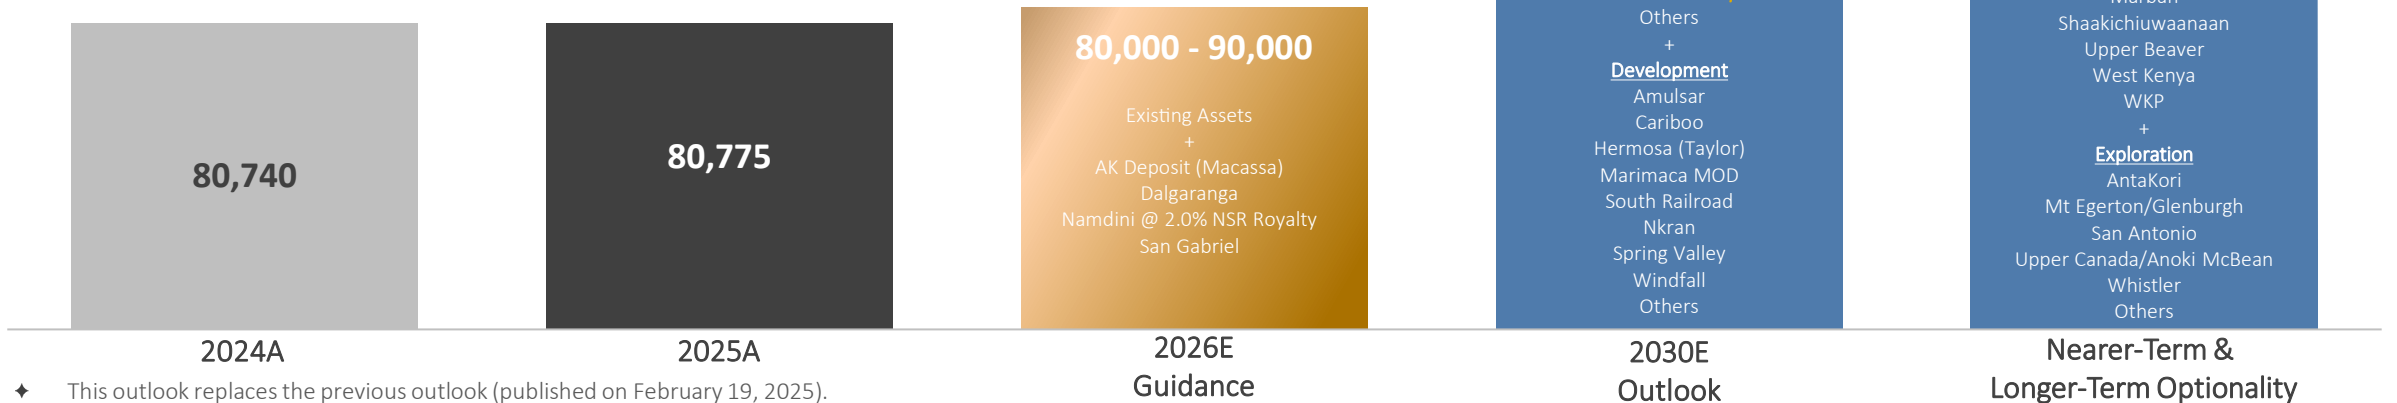 80,740
2024A
80,775
2025A
80,000 - 90,000
Existing Assets
+
AK Deposit (Macassa)
Dalgaranga
Namdini @ 2.0% NSR Royalty
San Gabriel
2026E
Guidance
Others
+
Development
Amulsar
Cariboo
Hermosa (Taylor)
Marimaca MOD
South Railroad
Nkran
Spring Valley
Windfall
Others
2030E
Outlook
Shaakichiuwaanaan
Upper Beaver
West Kenya
WKP
+
Exploration
AntaKori
Mt Egerton/Glenburgh
San Antonio
Upper Canada/Anoki McBean
Whistler
Others
Nearer-Term &
Longer-Term Optionality
✦ This outlook replaces the previous outlook (published on February 19, 2025).